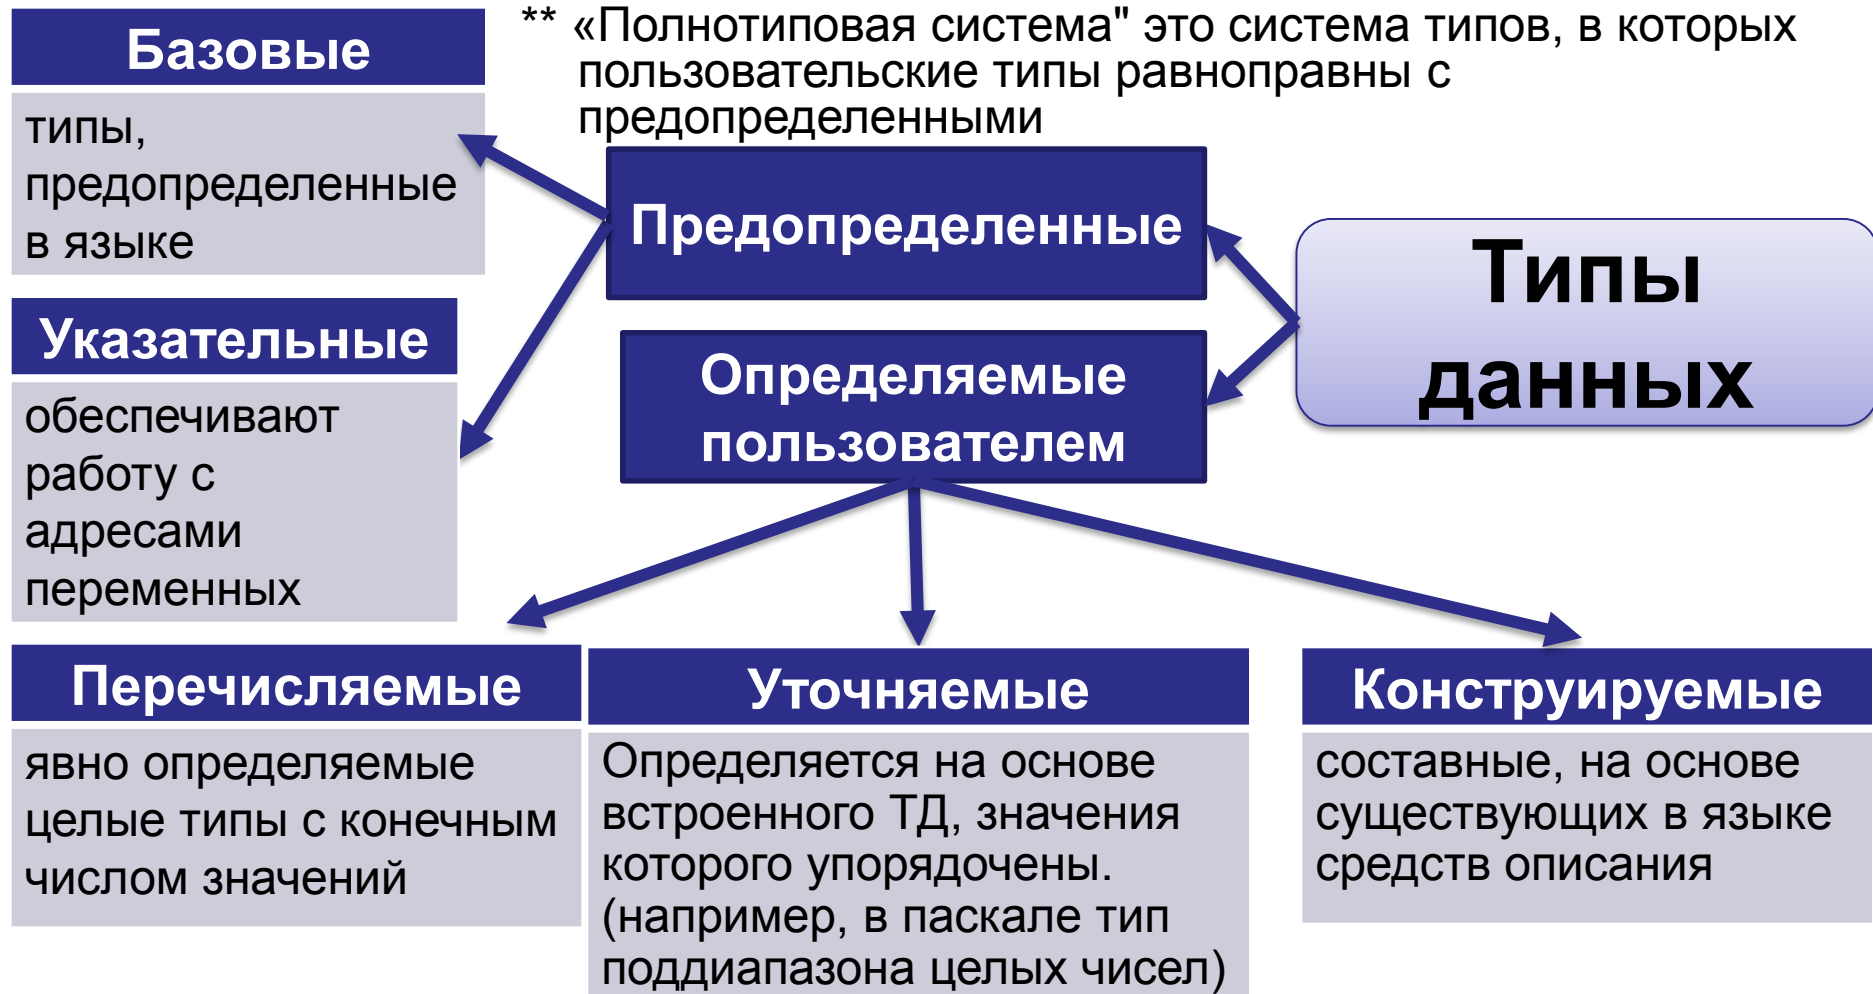 ** «Полнотиповая система" это система типов, в которых
пользовательские типы равноправны с
предопределенными
Базовые
типы,
предопределенные
в языке
Предопределенные
Типы
данных
Указательные
обеспечивают
работу с
адресами
переменных
Определяемые
пользователем
Перечисляемые
явно определяемые
целые типы с конечным
числом значений
Уточняемые
Определяется на основе
встроенного ТД, значения
которого упорядочены.
(например, в паскале тип
поддиапазона целых чисел)
Конструируемые
составные, на основе
существующих в языке
средств описания